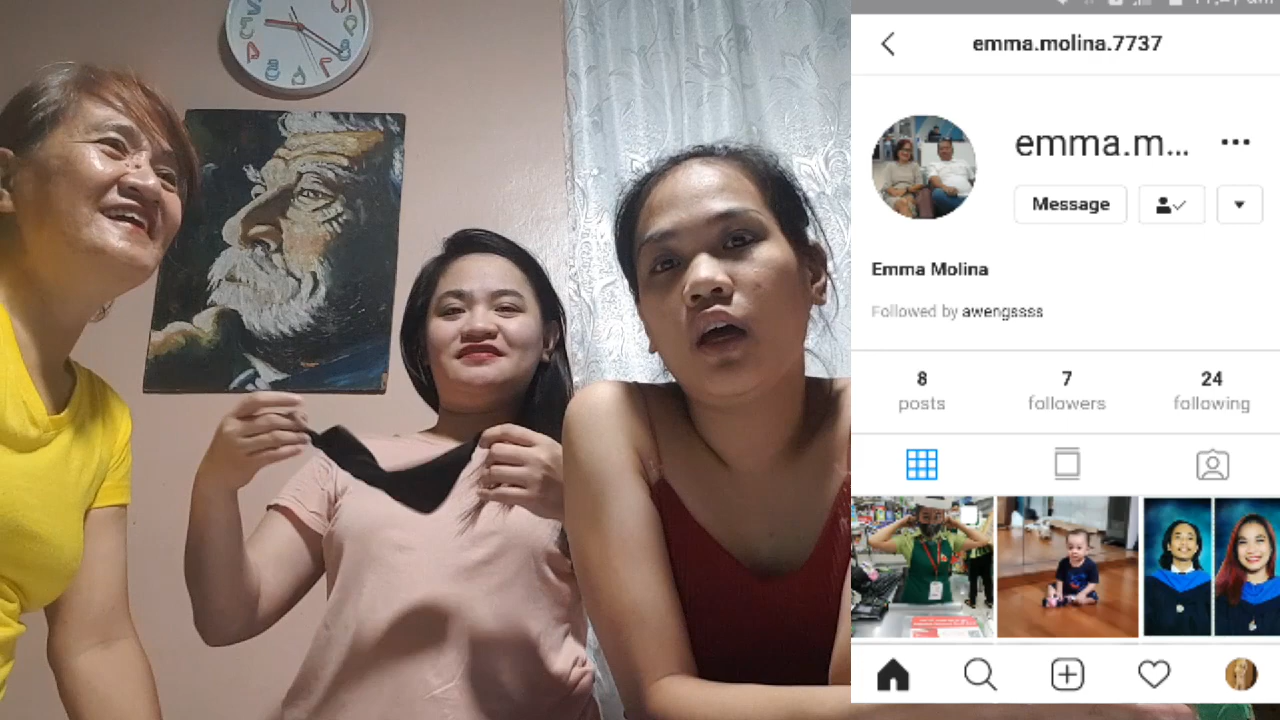 emma.molina.7737
emma.m...
Message
Emma Molina
Followed by awengssss
8
7
24
posts
followers
following